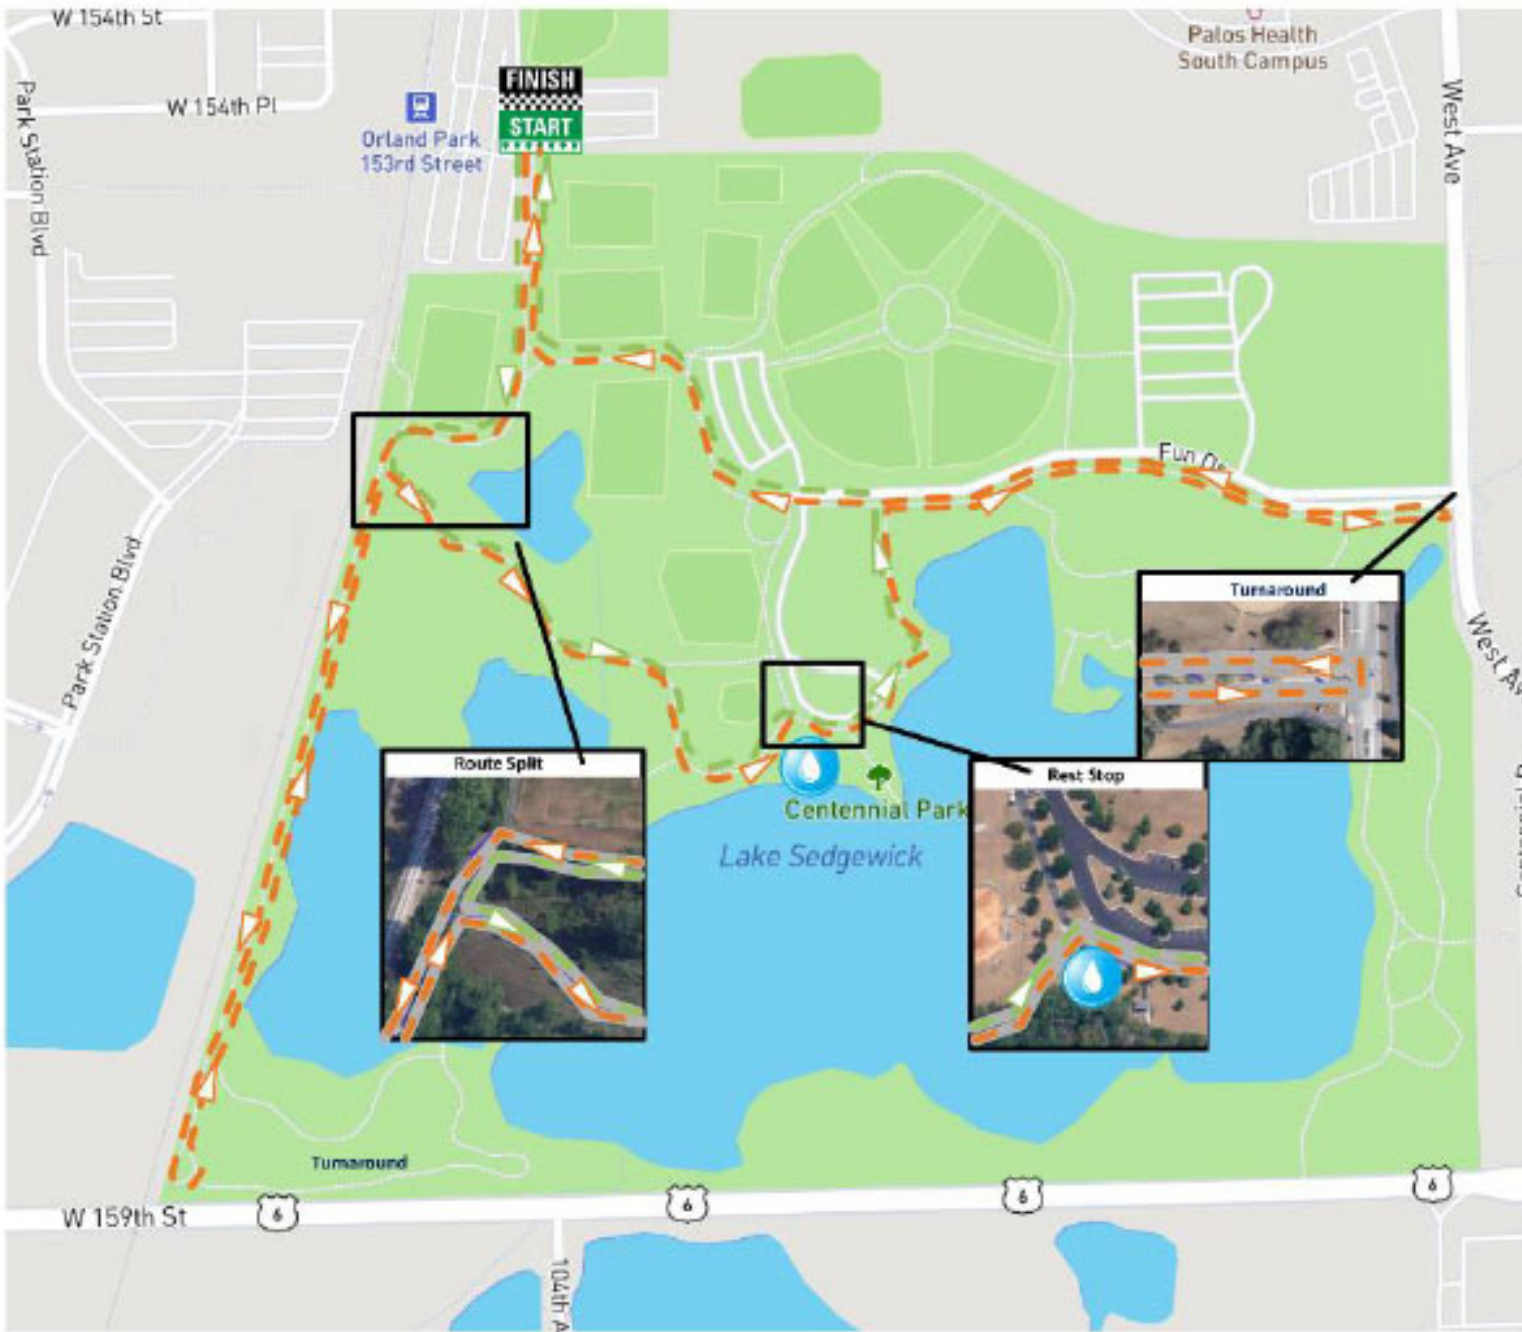 W 154th St
Palos Health
South Campus
FINISH
START
W 154th Pl
Orland Park
153rd Street
Park Station Blvd
West Ave
Fun Dr
Park Station Blvd
Turnaround
West Av
Route Split
Rest Stop
Centennial Park
Lake Sedgewick
Turnaround
W 159th St
6
6
6
6
104th A